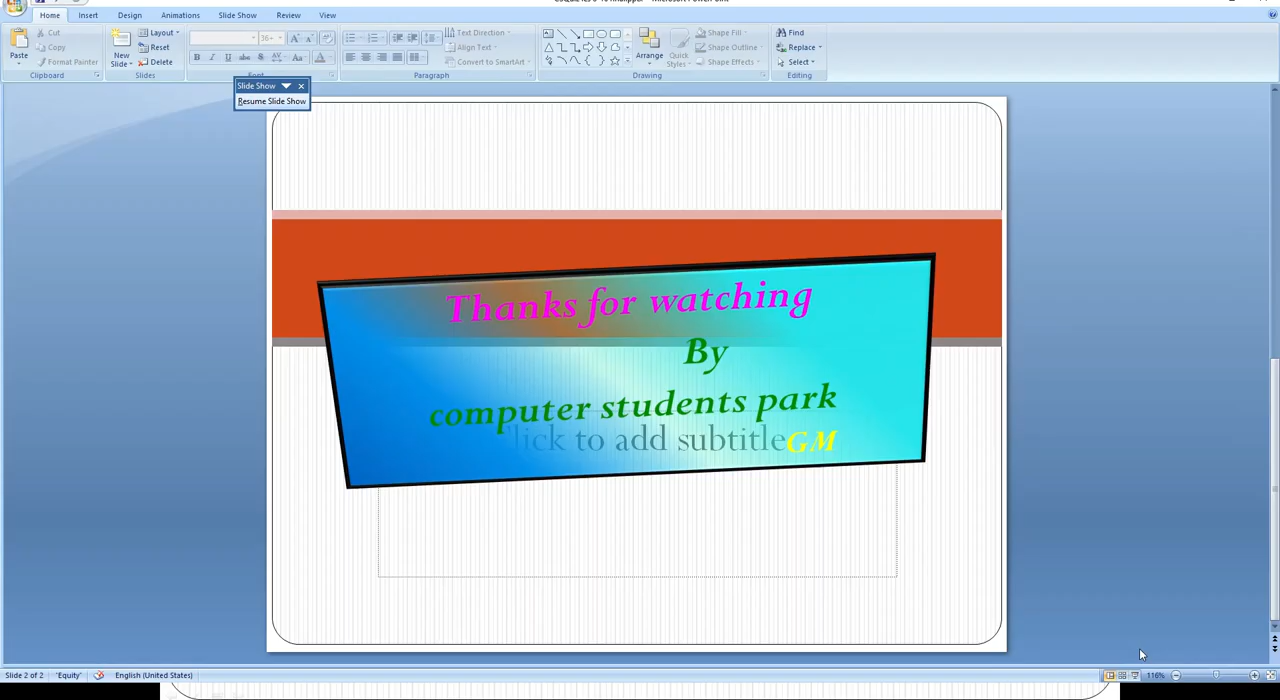 Home Insert Design Animations Slide Show Review View
Paste
Cut
Copy
Format Painter
Clipboard
New Slide
Layout
Reset
Delete
Slides
36
Font
Text Direction
Align Text
Convert to SmartArt
Paragraph
Arrange
Quick Styles
Shape Fill
Shape Outline
Shape Effects
Drawing
Find
Replace
Select
Editing
Slide Show
Resume Slide Show
Thanks for watching
By
computer students park
lick to add subtitle GM
Slide 2 of 2 "Equity" English (United States) 116%